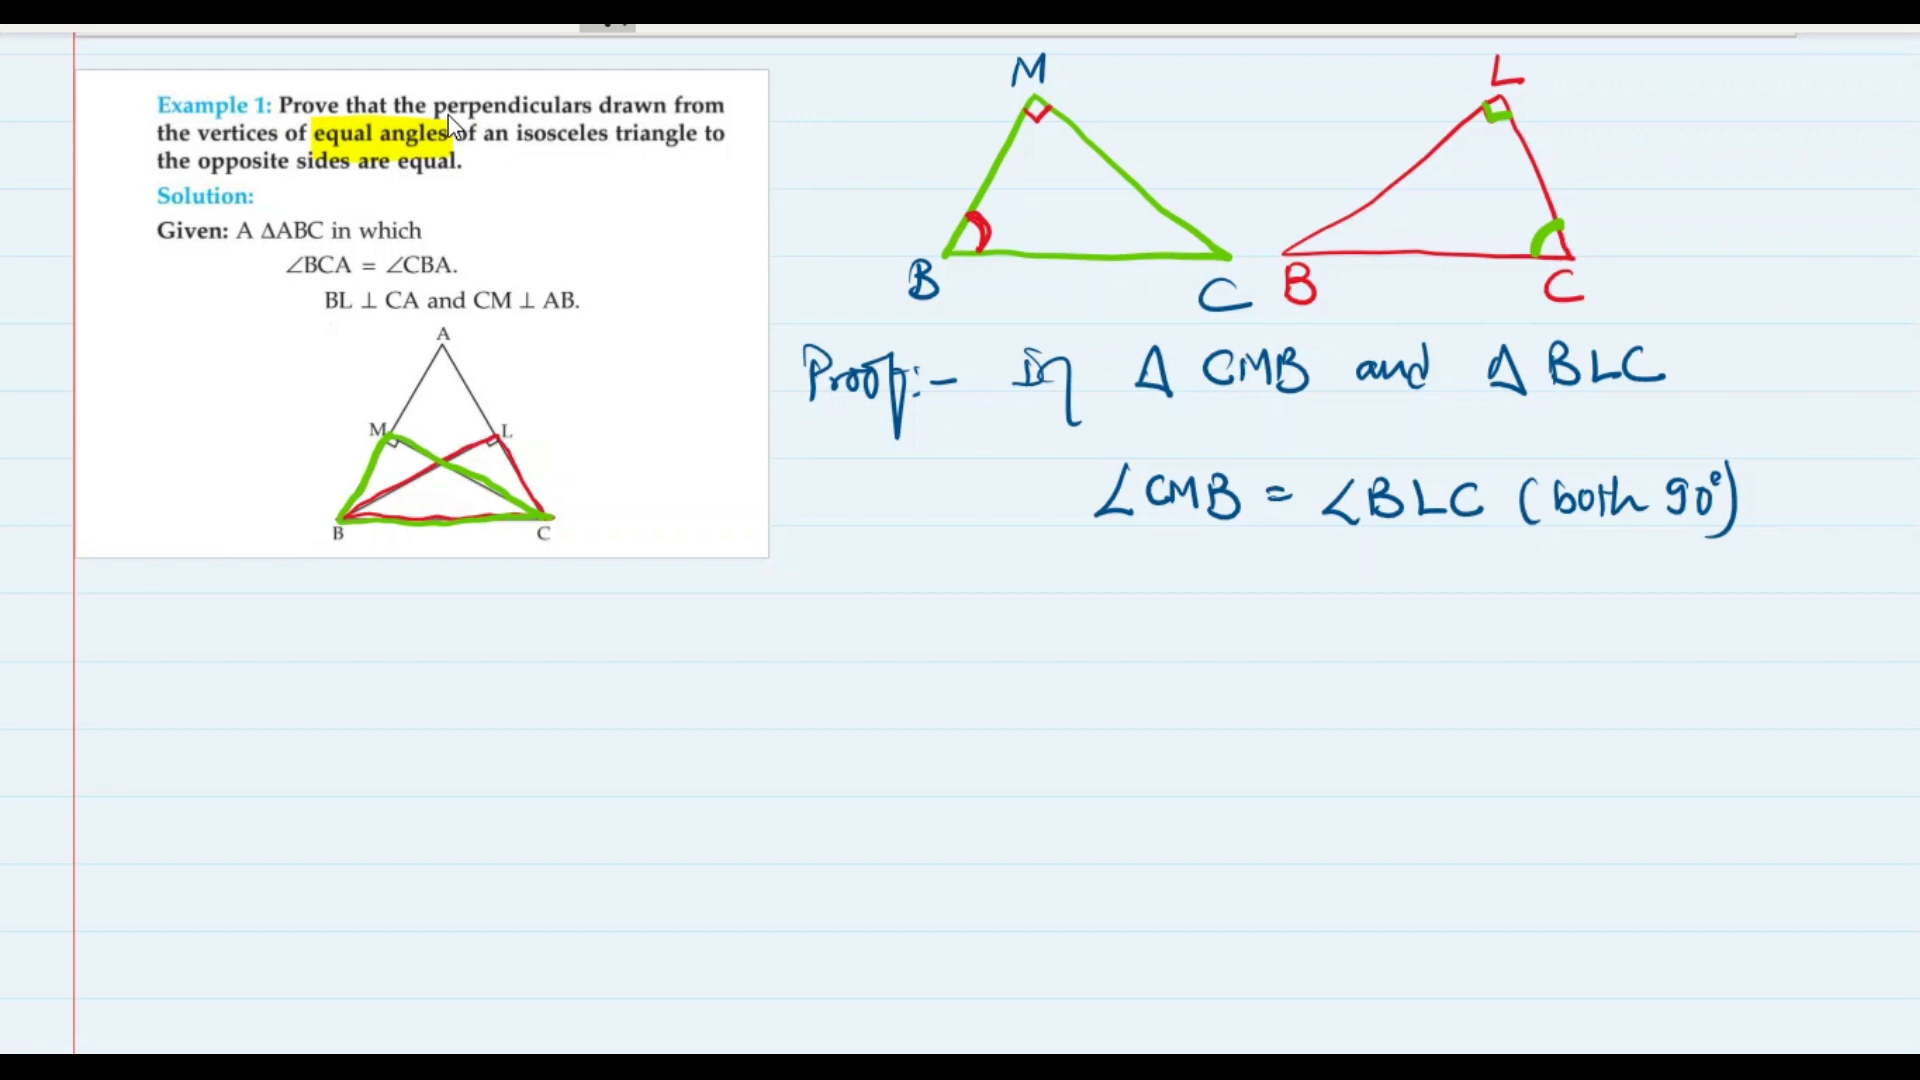 Example 1: Prove that the perpendiculars drawn from
the vertices of equal angles of an isosceles triangle to
the opposite sides are equal.
Solution:
Given: A ΔABC in which
∠BCA = ∠CBA.
BL ⊥ CA and CM ⊥ AB.
A
M L
B C
M
B C
L
B C
Proof:- In Δ CMB and Δ BLC
∠CMB = ∠BLC (both 90°)